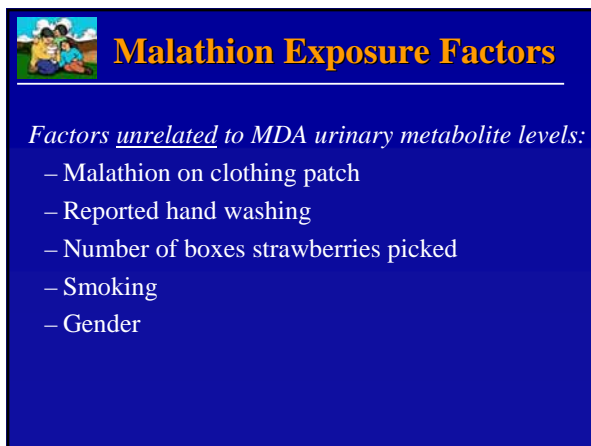 Malathion Exposure Factors
Factors unrelated to MDA urinary metabolite levels:
– Malathion on clothing patch
– Reported hand washing
– Number of boxes strawberries picked
– Smoking
– Gender